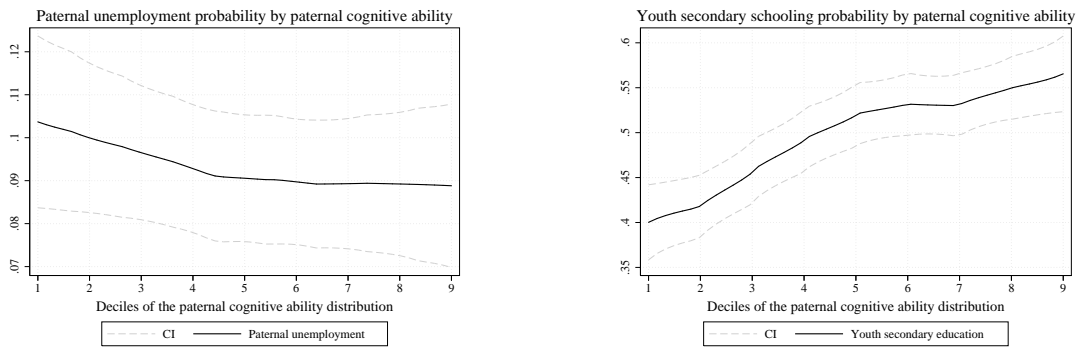 Paternal unemployment probability by paternal cognitive ability
.12
.11
.1
.09
.08
.07
1 2 3 4 5 6 7 8 9
Deciles of the paternal cognitive ability distribution
CI Paternal unemployment
Youth secondary schooling probability by paternal cognitive ability
.6
.55
.5
.45
.4
.35
1 2 3 4 5 6 7 8 9
Deciles of the paternal cognitive ability distribution
CI Youth secondary education